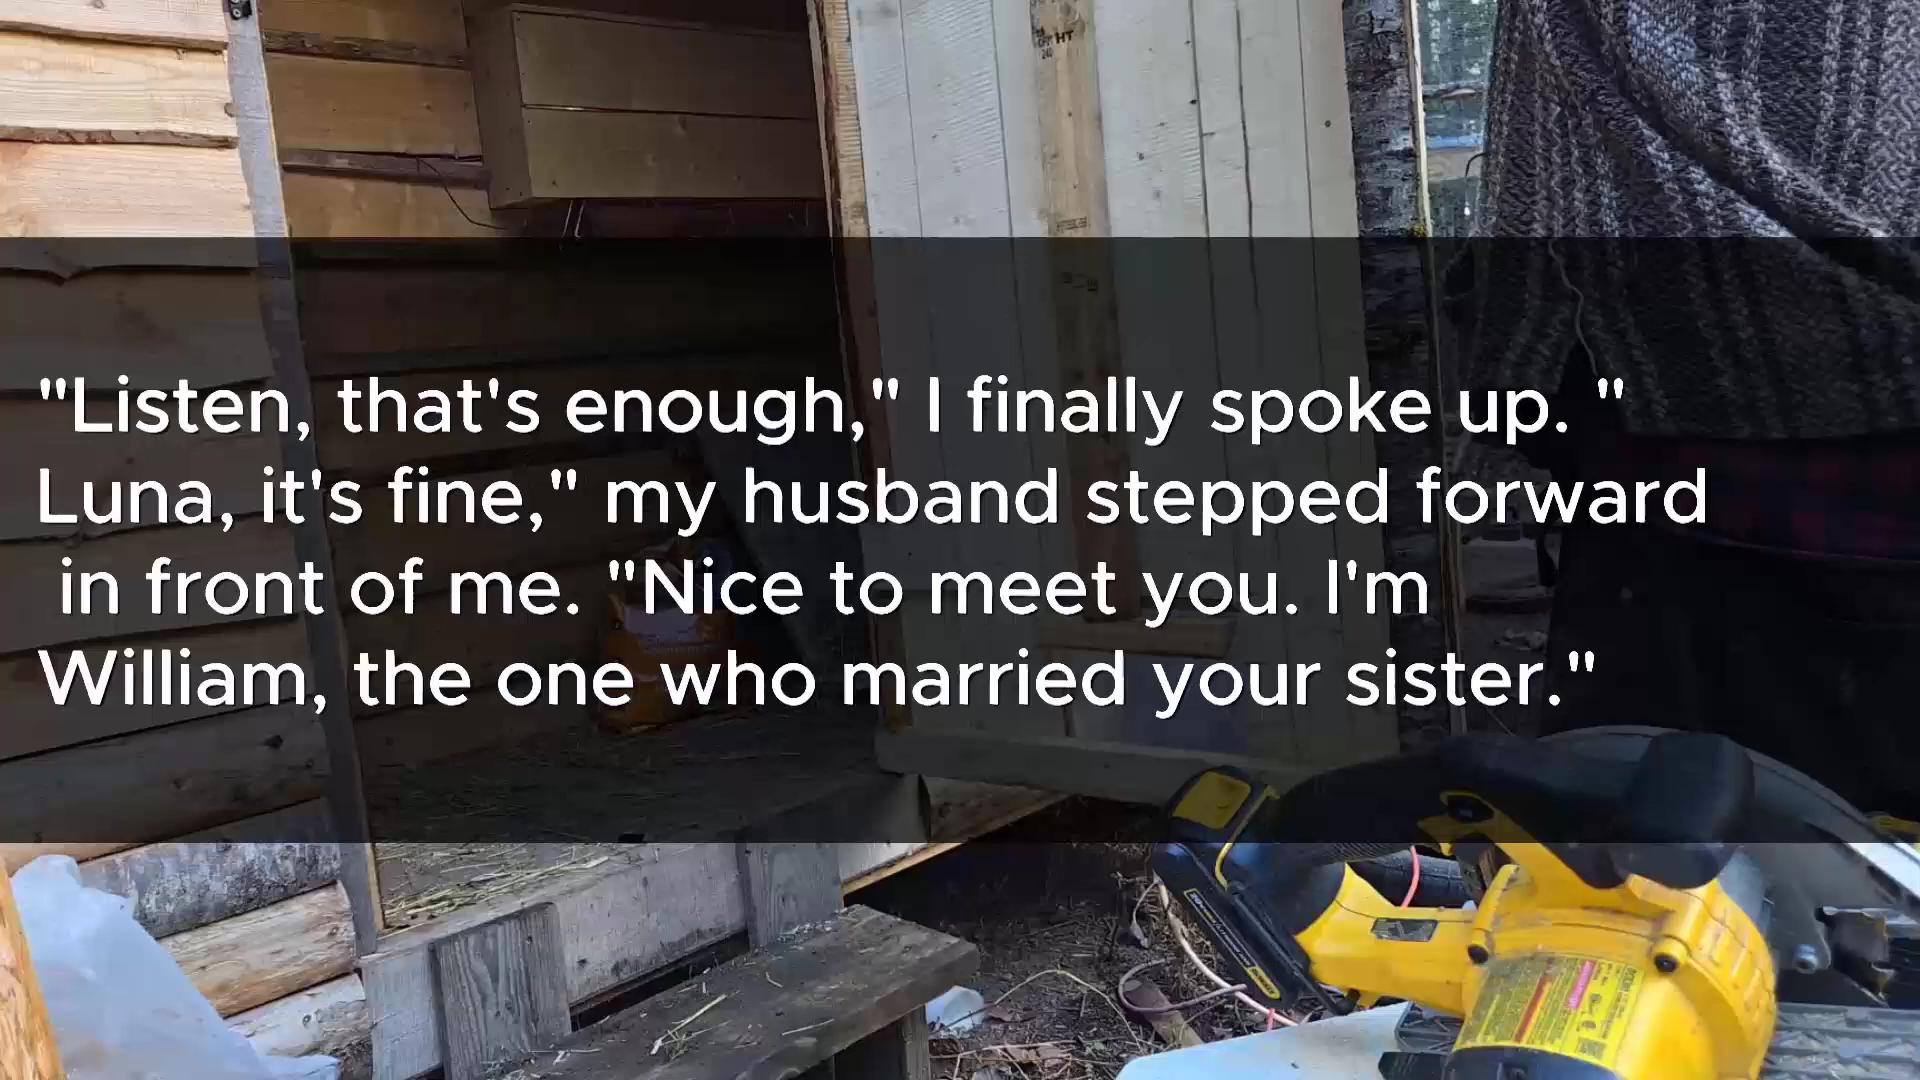 HT
"Listen, that's enough," I finally spoke up. "
Luna, it's fine," my husband stepped forward
in front of me. "Nice to meet you. I'm
William, the one who married your sister."